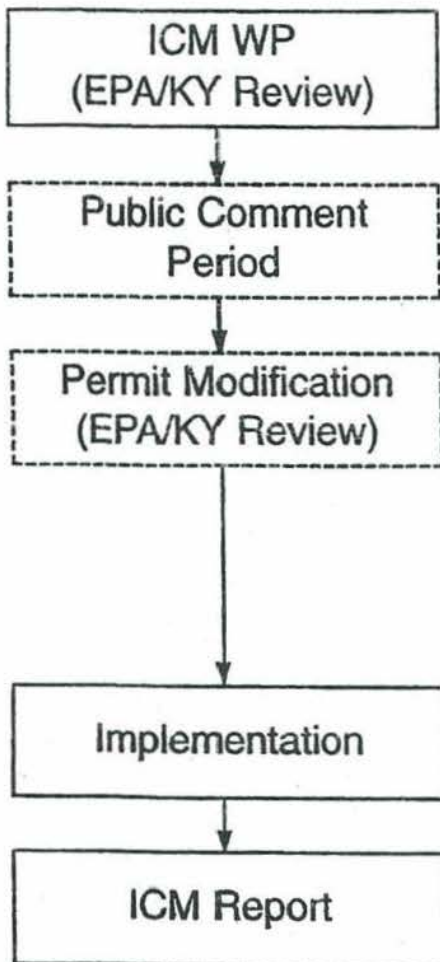 ICM WP
(EPA/KY Review)
Public Comment
Period
Permit Modification
(EPA/KY Review)
Implementation
ICM Report